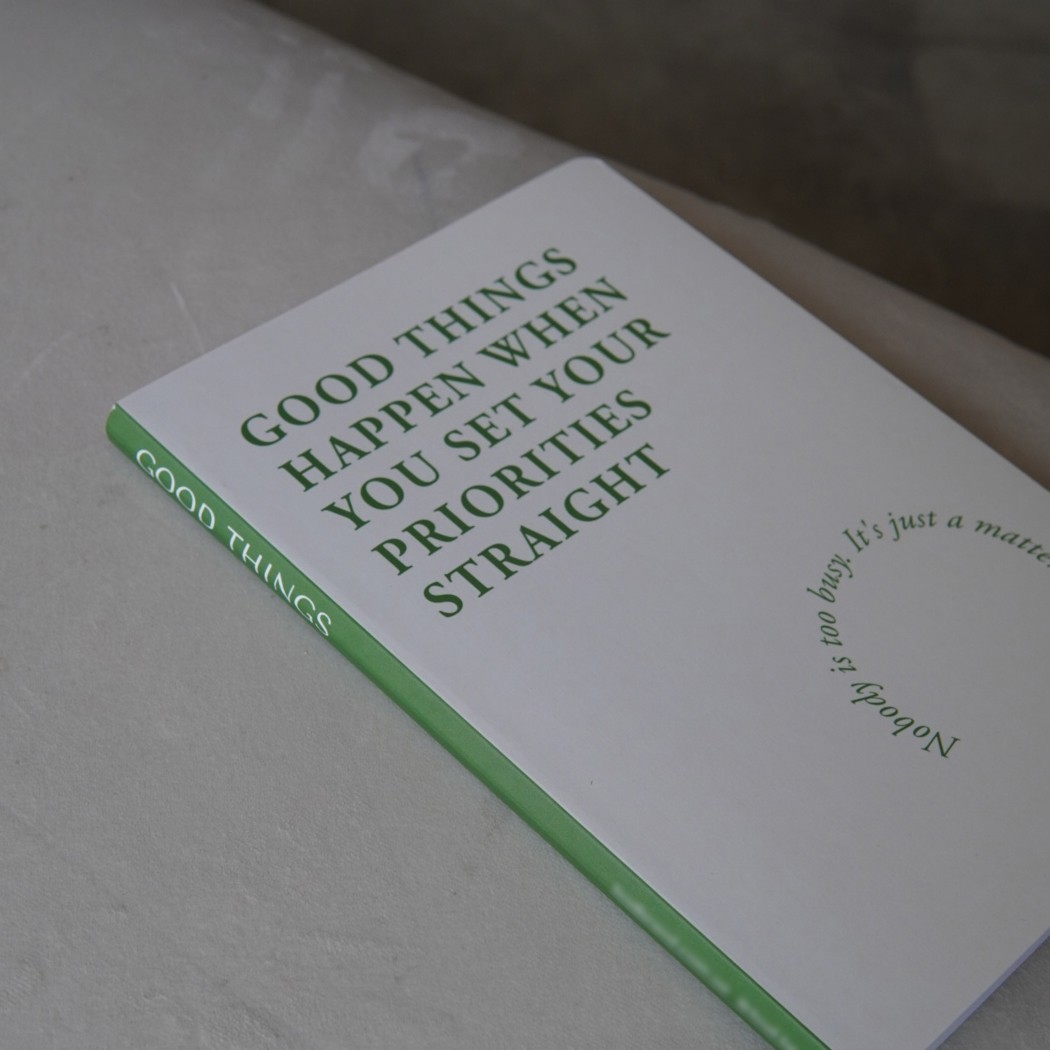 GOOD THINGS
HAPPEN WHEN
YOU SET YOUR
PRIORITIES
STRAIGHT
Nobody is too busy. It's just a matter
GOOD THINGS